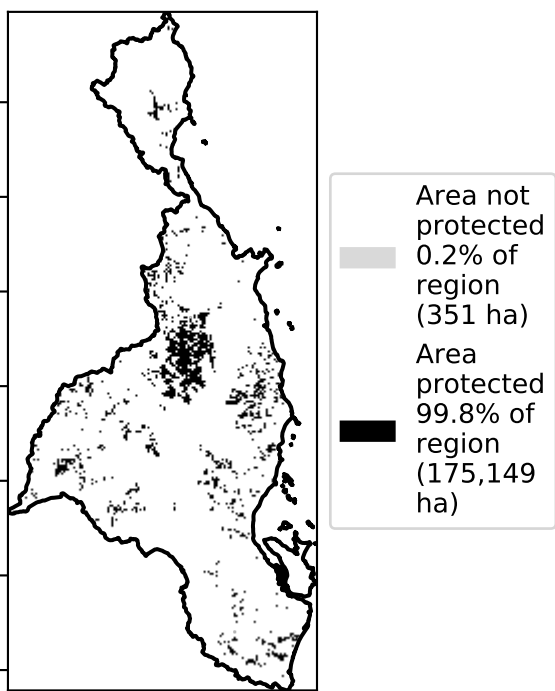 Area not
protected
0.2% of
region
(351 ha)
Area
protected
99.8% of
region
(175,149
ha)